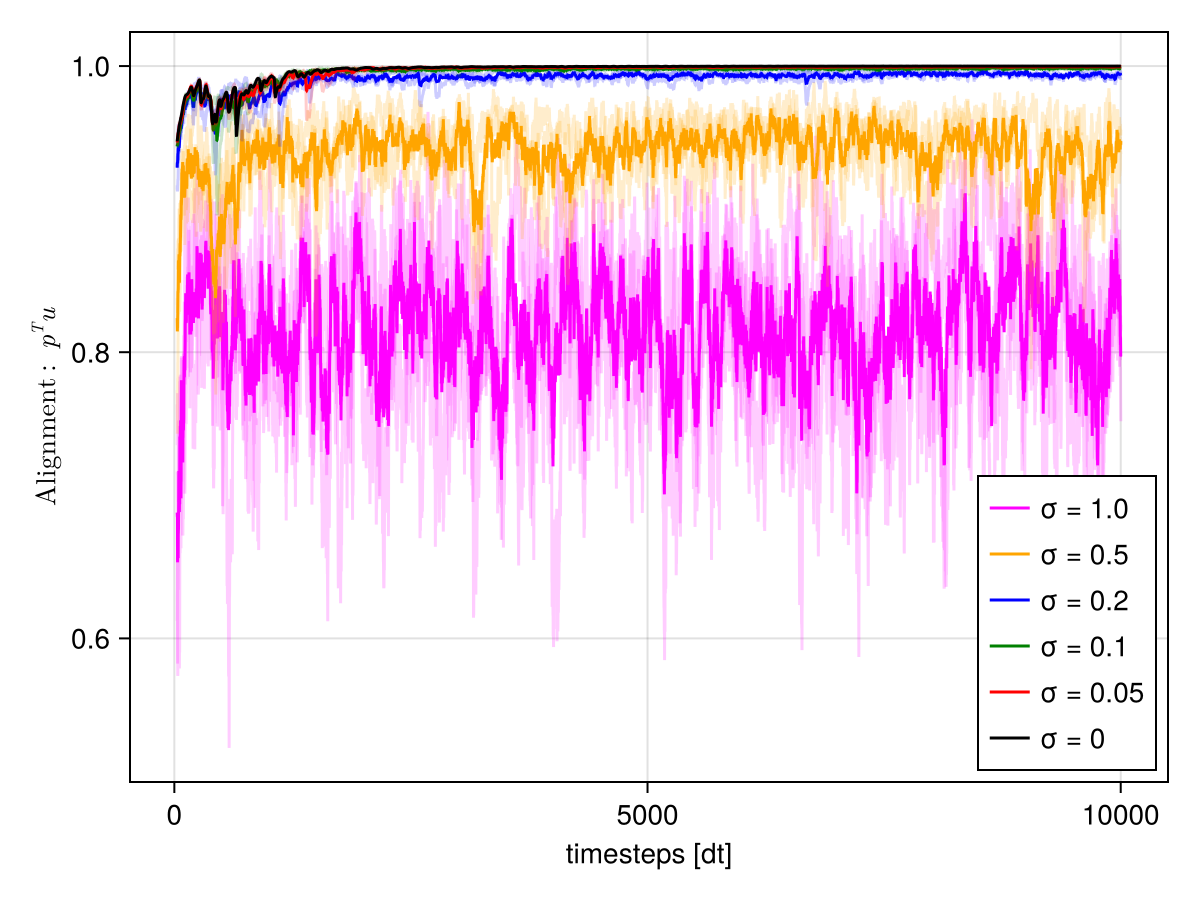 1.0
0.8
0.6
Alignment : p^T u
0
5000
10000
timesteps [dt]
σ = 1.0
σ = 0.5
σ = 0.2
σ = 0.1
σ = 0.05
σ = 0